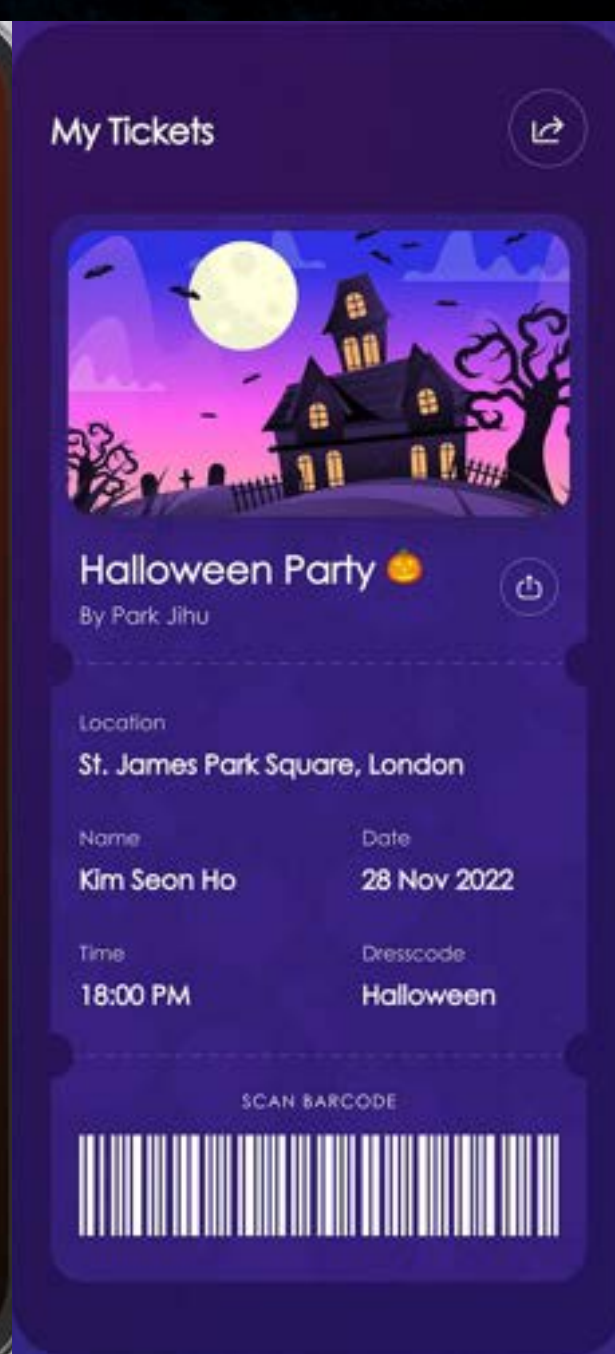 My Tickets
Halloween Party 🎃
By Park Jihu
Location
St. James Park Square, London
Name Date
Kim Seon Ho 28 Nov 2022
Time Dresscode
18:00 PM Halloween
SCAN BARCODE